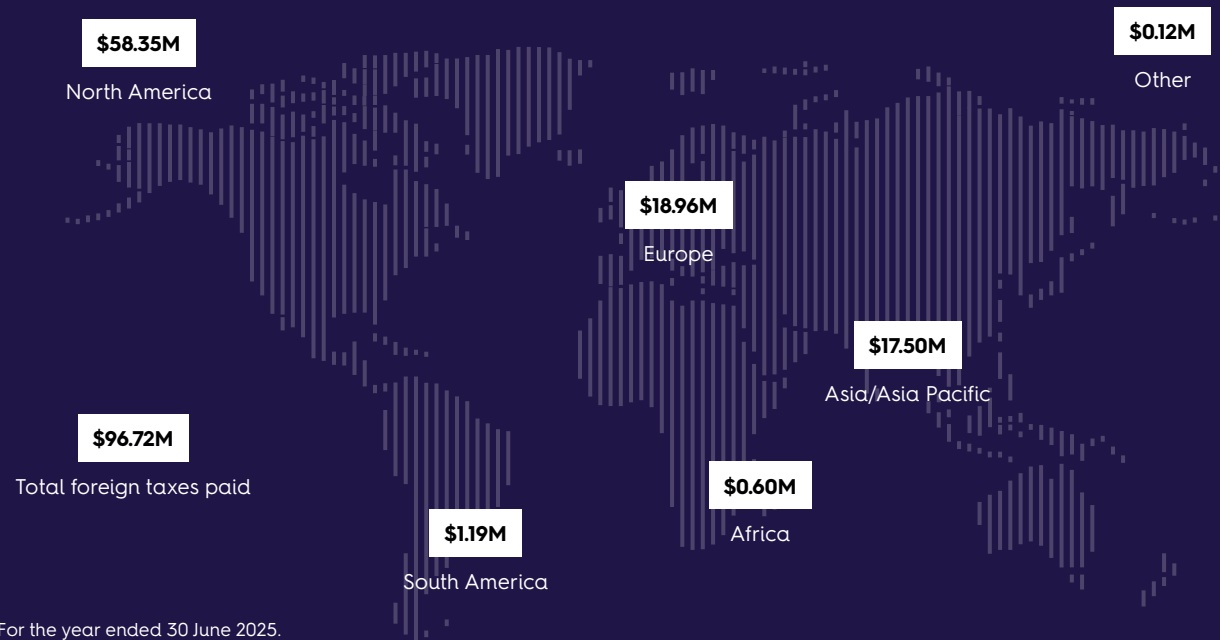 $58.35M
North America
$0.12M
Other
$18.96M
Europe
$17.50M
Asia/Asia Pacific
$96.72M
Total foreign taxes paid
$0.60M
Africa
$1.19M
South America
For the year ended 30 June 2025.